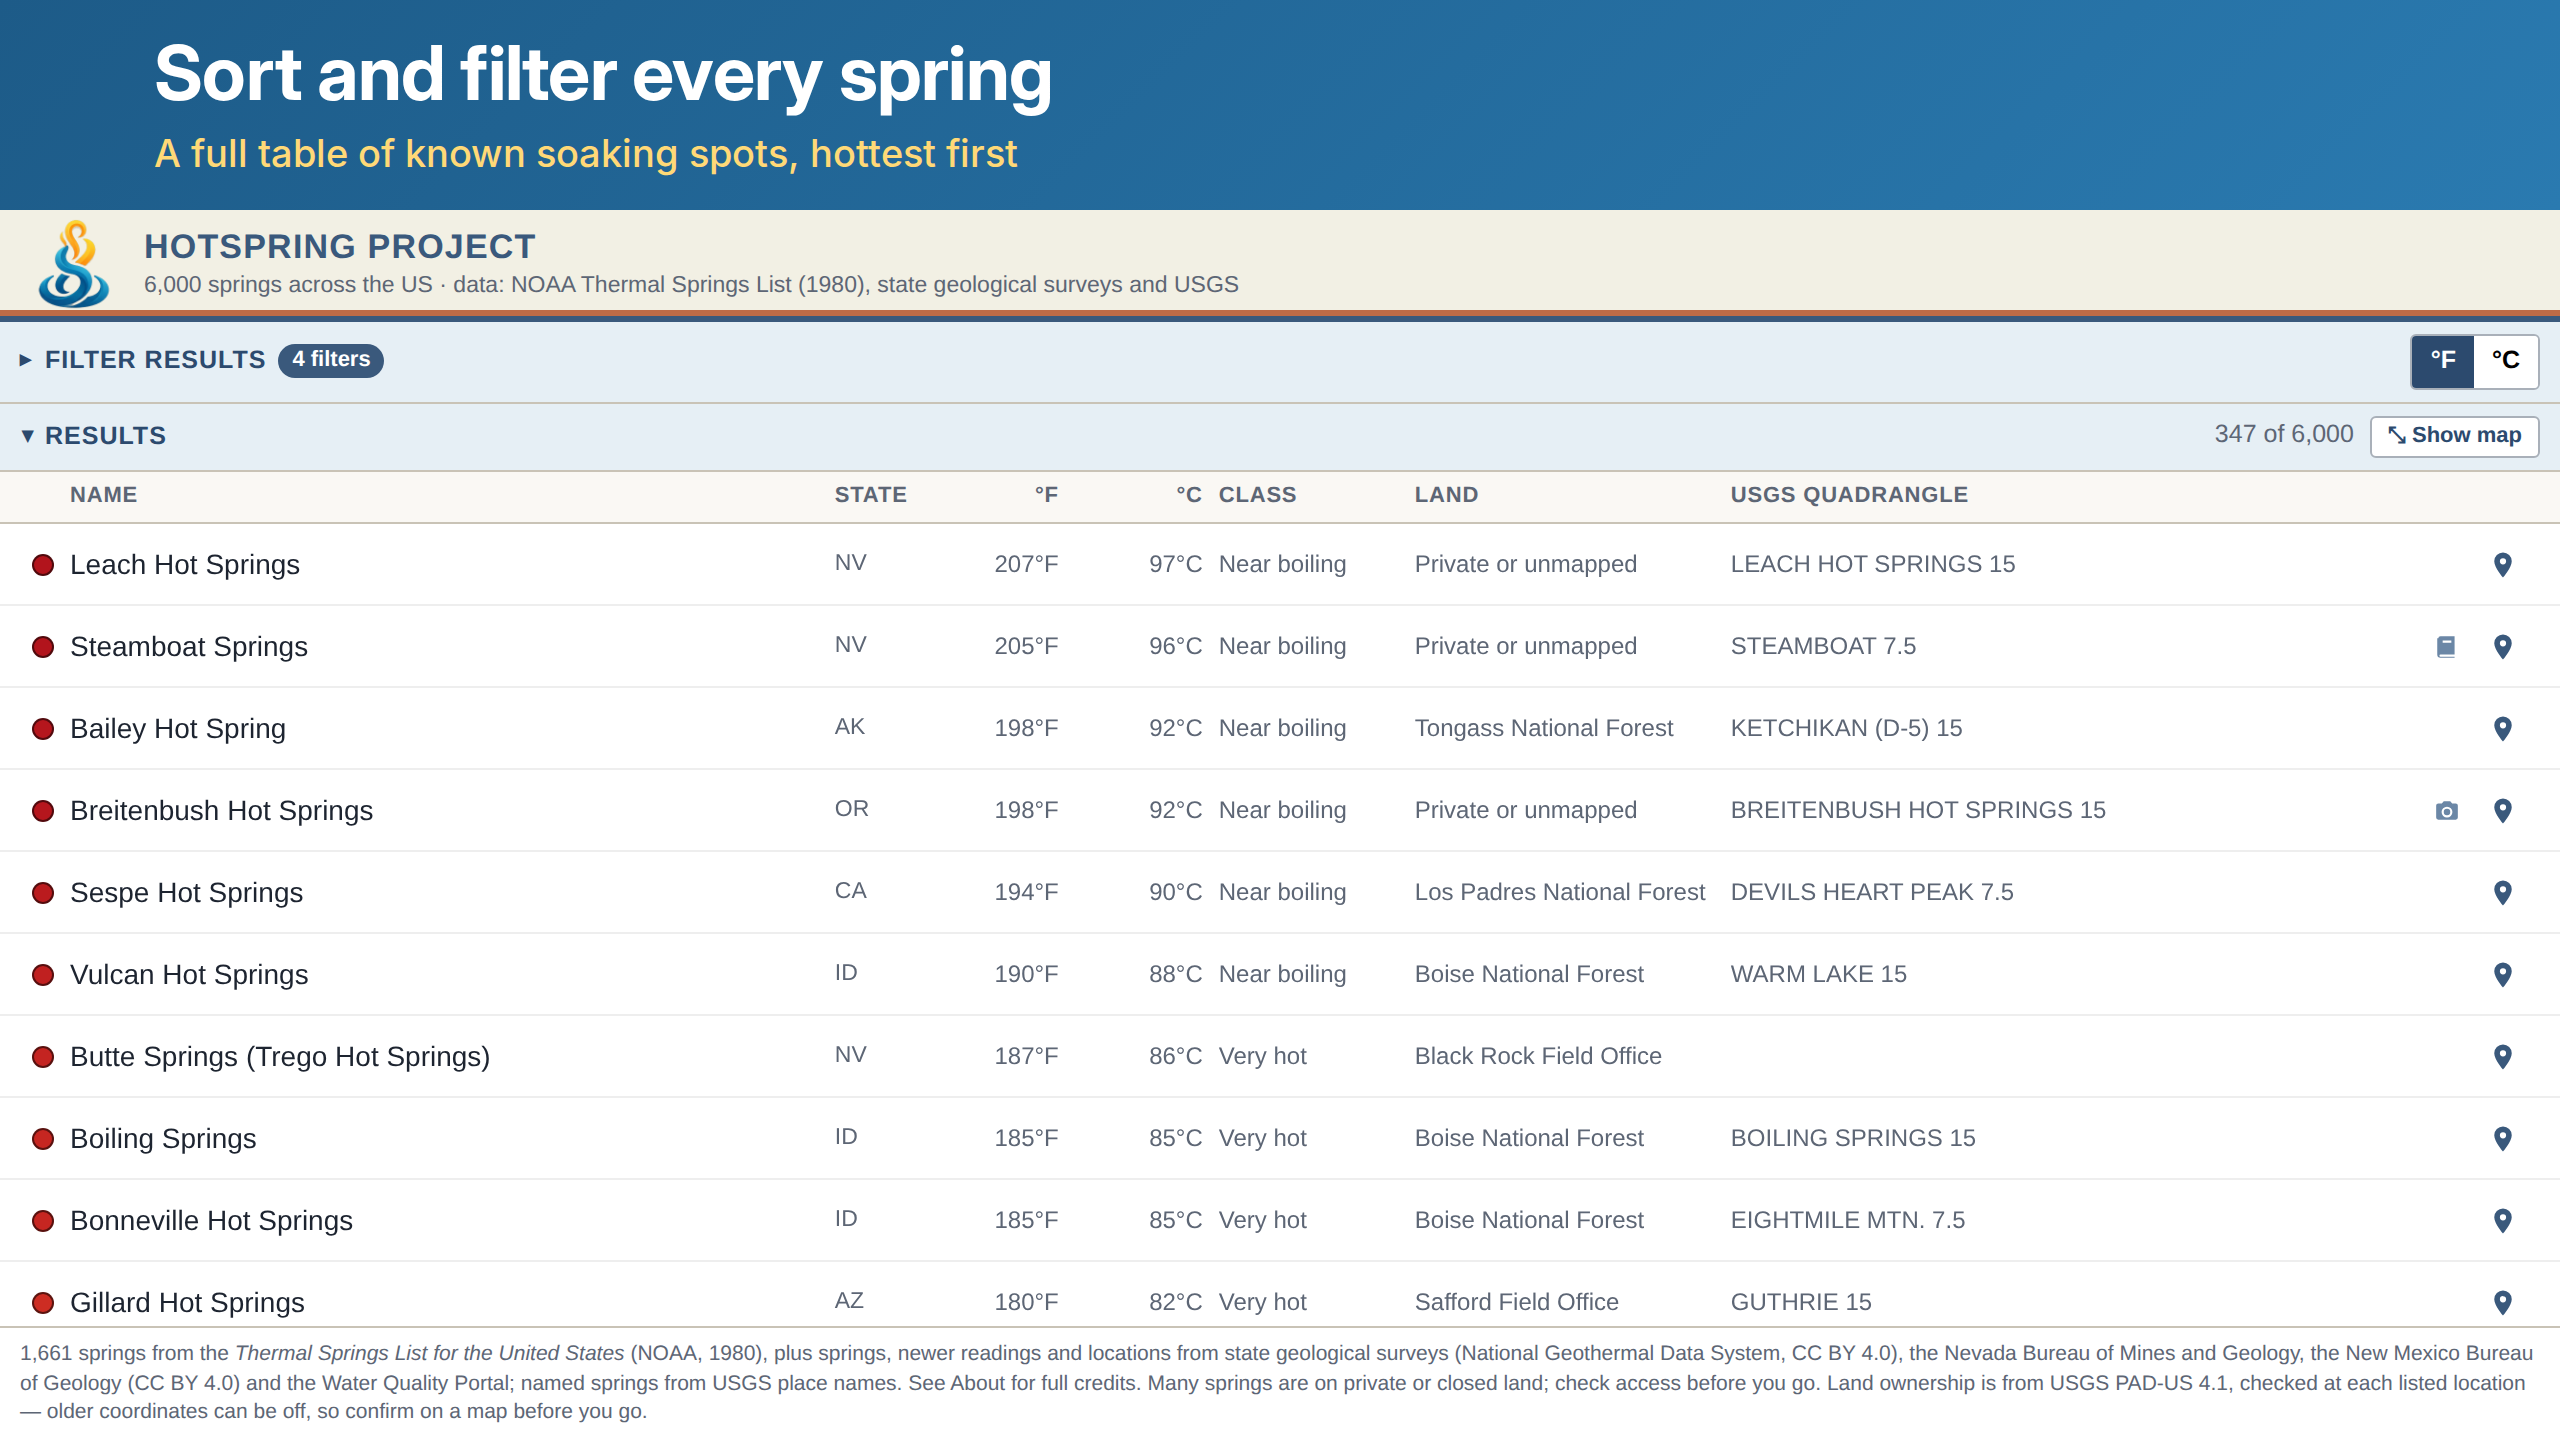 Sort and filter every spring
A full table of known soaking spots, hottest first
HOTSPRING PROJECT
6,000 springs across the US · data: NOAA Thermal Springs List (1980), state geological surveys and USGS
▸ FILTER RESULTS 4 filters °F °C
▾ RESULTS 347 of 6,000 ⤡ Show map
NAME STATE °F °C CLASS LAND USGS QUADRANGLE
Leach Hot Springs NV 207°F 97°C Near boiling Private or unmapped LEACH HOT SPRINGS 15
Steamboat Springs NV 205°F 96°C Near boiling Private or unmapped STEAMBOAT 7.5
Bailey Hot Spring AK 198°F 92°C Near boiling Tongass National Forest KETCHIKAN (D-5) 15
Breitenbush Hot Springs OR 198°F 92°C Near boiling Private or unmapped BREITENBUSH HOT SPRINGS 15
Sespe Hot Springs CA 194°F 90°C Near boiling Los Padres National Forest DEVILS HEART PEAK 7.5
Vulcan Hot Springs ID 190°F 88°C Near boiling Boise National Forest WARM LAKE 15
Butte Springs (Trego Hot Springs) NV 187°F 86°C Very hot Black Rock Field Office
Boiling Springs ID 185°F 85°C Very hot Boise National Forest BOILING SPRINGS 15
Bonneville Hot Springs ID 185°F 85°C Very hot Boise National Forest EIGHTMILE MTN. 7.5
Gillard Hot Springs AZ 180°F 82°C Very hot Safford Field Office GUTHRIE 15
1,661 springs from the Thermal Springs List for the United States (NOAA, 1980), plus springs, newer readings and locations from state geological surveys (National Geothermal Data System, CC BY 4.0), the Nevada Bureau of Mines and Geology, the New Mexico Bureau
of Geology (CC BY 4.0) and the Water Quality Portal; named springs from USGS place names. See About for full credits. Many springs are on private or closed land; check access before you go. Land ownership is from USGS PAD-US 4.1, checked at each listed location
— older coordinates can be off, so confirm on a map before you go.